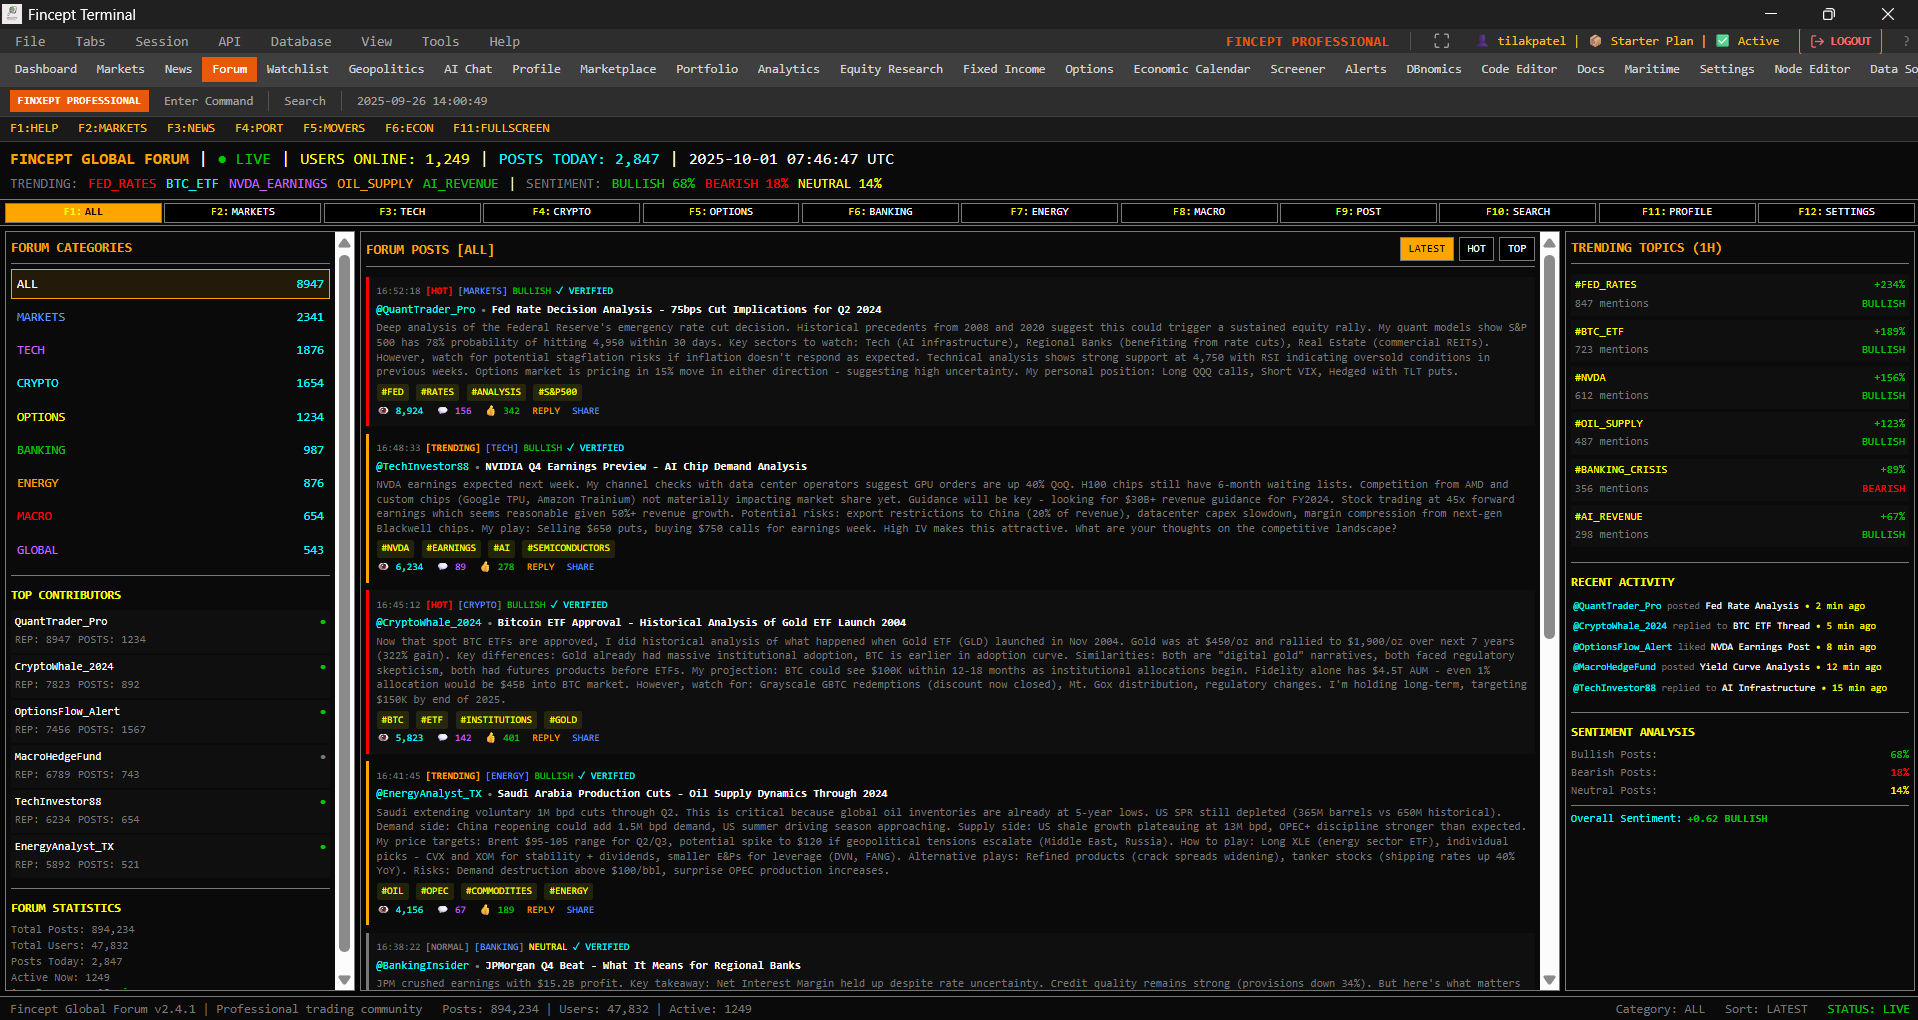 Fincept Terminal
File Tabs Session API Database View Tools Help FINCEPT PROFESSIONAL tilakpatel | Starter Plan | Active LOGOUT ?
Dashboard Markets News Forum Watchlist Geopolitics AI Chat Profile Marketplace Portfolio Analytics Equity Research Fixed Income Options Economic Calendar Screener Alerts DBnomics Code Editor Docs Maritime Settings Node Editor Data So
FINXEPT PROFESSIONAL Enter Command Search 2025-09-26 14:00:49
F1:HELP F2:MARKETS F3:NEWS F4:PORT F5:MOVERS F6:ECON F11:FULLSCREEN
FINCEPT GLOBAL FORUM | ● LIVE | USERS ONLINE: 1,249 | POSTS TODAY: 2,847 | 2025-10-01 07:46:47 UTC
TRENDING: FED_RATES BTC_ETF NVDA_EARNINGS OIL_SUPPLY AI_REVENUE | SENTIMENT: BULLISH 68% BEARISH 18% NEUTRAL 14%
F1: ALL F2: MARKETS F3: TECH F4: CRYPTO F5: OPTIONS F6: BANKING F7: ENERGY F8: MACRO F9: POST F10: SEARCH F11: PROFILE F12: SETTINGS
FORUM CATEGORIES
ALL 8947
MARKETS 2341
TECH 1876
CRYPTO 1654
OPTIONS 1234
BANKING 987
ENERGY 876
MACRO 654
GLOBAL 543
TOP CONTRIBUTORS
QuantTrader_Pro
REP: 8947 POSTS: 1234
CryptoWhale_2024
REP: 7823 POSTS: 892
OptionsFlow_Alert
REP: 7456 POSTS: 1567
MacroHedgeFund
REP: 6789 POSTS: 743
TechInvestor88
REP: 6234 POSTS: 654
EnergyAnalyst_TX
REP: 5892 POSTS: 521
FORUM STATISTICS
Total Posts: 894,234
Total Users: 47,832
Posts Today: 2,847
Active Now: 1249
FORUM POSTS [ALL] LATEST HOT TOP
16:52:18 [HOT] [MARKETS] BULLISH ✓ VERIFIED
@QuantTrader_Pro • Fed Rate Decision Analysis - 75bps Cut Implications for Q2 2024
Deep analysis of the Federal Reserve's emergency rate cut decision. Historical precedents from 2008 and 2020 suggest this could trigger a sustained equity rally. My quant models show S&P
500 has 78% probability of hitting 4,950 within 30 days. Key sectors to watch: Tech (AI infrastructure), Regional Banks (benefiting from rate cuts), Real Estate (commercial REITs).
However, watch for potential stagflation risks if inflation doesn't respond as expected. Technical analysis shows strong support at 4,750 with RSI indicating oversold conditions in
previous weeks. Options market is pricing in 15% move in either direction - suggesting high uncertainty. My personal position: Long QQQ calls, Short VIX, Hedged with TLT puts.
#FED #RATES #ANALYSIS #S&P500
8,924 156 342 REPLY SHARE
16:48:33 [TRENDING] [TECH] BULLISH ✓ VERIFIED
@TechInvestor88 • NVIDIA Q4 Earnings Preview - AI Chip Demand Analysis
NVDA earnings expected next week. My channel checks with data center operators suggest GPU orders are up 40% QoQ. H100 chips still have 6-month waiting lists. Competition from AMD and
custom chips (Google TPU, Amazon Trainium) not materially impacting market share yet. Guidance will be key - looking for $30B+ revenue guidance for FY2024. Stock trading at 45x forward
earnings which seems reasonable given 50%+ revenue growth. Potential risks: export restrictions to China (20% of revenue), datacenter capex slowdown, margin compression from next-gen
Blackwell chips. My play: Selling $650 puts, buying $750 calls for earnings week. High IV makes this attractive. What are your thoughts on the competitive landscape?
#NVDA #EARNINGS #AI #SEMICONDUCTORS
6,234 89 278 REPLY SHARE
16:45:12 [HOT] [CRYPTO] BULLISH ✓ VERIFIED
@CryptoWhale_2024 • Bitcoin ETF Approval - Historical Analysis of Gold ETF Launch 2004
Now that spot BTC ETFs are approved, I did historical analysis of what happened when Gold ETF (GLD) launched in Nov 2004. Gold was at $450/oz and rallied to $1,900/oz over next 7 years
(322% gain). Key differences: Gold already had massive institutional adoption, BTC is earlier in adoption curve. Similarities: Both are "digital gold" narratives, both faced regulatory
skepticism, both had futures products before ETFs. My projection: BTC could see $100K within 12-18 months as institutional allocations begin. Fidelity alone has $4.5T AUM - even 1%
allocation would be $45B into BTC market. However, watch for: Grayscale GBTC redemptions (discount now closed), Mt. Gox distribution, regulatory changes. I'm holding long-term, targeting
$150K by end of 2025.
#BTC #ETF #INSTITUTIONS #GOLD
5,823 142 401 REPLY SHARE
16:41:45 [TRENDING] [ENERGY] BULLISH ✓ VERIFIED
@EnergyAnalyst_TX • Saudi Arabia Production Cuts - Oil Supply Dynamics Through 2024
Saudi extending voluntary 1M bpd cuts through Q2. This is critical because global oil inventories are already at 5-year lows. US SPR still depleted (365M barrels vs 650M historical).
Demand side: China reopening could add 1.5M bpd demand, US summer driving season approaching. Supply side: US shale growth plateauing at 13M bpd, OPEC+ discipline stronger than expected.
My price targets: Brent $95-105 range for Q2/Q3, potential spike to $120 if geopolitical tensions escalate (Middle East, Russia). How to play: Long XLE (energy sector ETF), individual
picks - CVX and XOM for stability + dividends, smaller E&Ps for leverage (DVN, FANG). Alternative plays: Refined products (crack spreads widening), tanker stocks (shipping rates up 40%
YoY). Risks: Demand destruction above $100/bbl, surprise OPEC production increases.
#OIL #OPEC #COMMODITIES #ENERGY
4,156 67 189 REPLY SHARE
16:38:22 [NORMAL] [BANKING] NEUTRAL ✓ VERIFIED
@BankingInsider • JPMorgan Q4 Beat - What It Means for Regional Banks
JPM crushed earnings with $15.2B profit. Key takeaway: Net Interest Margin held up despite rate uncertainty. Credit quality remains strong (provisions down 34%). But here's what matters
TRENDING TOPICS (1H)
#FED_RATES +234%
847 mentions BULLISH
#BTC_ETF +189%
723 mentions BULLISH
#NVDA +156%
612 mentions BULLISH
#OIL_SUPPLY +123%
487 mentions BULLISH
#BANKING_CRISIS +89%
356 mentions BEARISH
#AI_REVENUE +67%
298 mentions BULLISH
RECENT ACTIVITY
@QuantTrader_Pro posted Fed Rate Analysis • 2 min ago
@CryptoWhale_2024 replied to BTC ETF Thread • 5 min ago
@OptionsFlow_Alert liked NVDA Earnings Post • 8 min ago
@MacroHedgeFund posted Yield Curve Analysis • 12 min ago
@TechInvestor88 replied to AI Infrastructure • 15 min ago
SENTIMENT ANALYSIS
Bullish Posts: 68%
Bearish Posts: 18%
Neutral Posts: 14%
Overall Sentiment: +0.62 BULLISH
Fincept Global Forum v2.4.1 | Professional trading community Posts: 894,234 | Users: 47,832 | Active: 1249 Category: ALL Sort: LATEST STATUS: LIVE